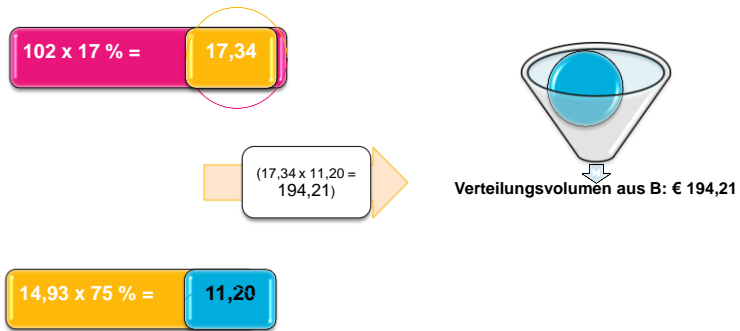 102 x 17 % = 17,34
(17,34 x 11,20 =
194,21)
Verteilungsvolumen aus B: € 194,21
14,93 x 75 % = 11,20